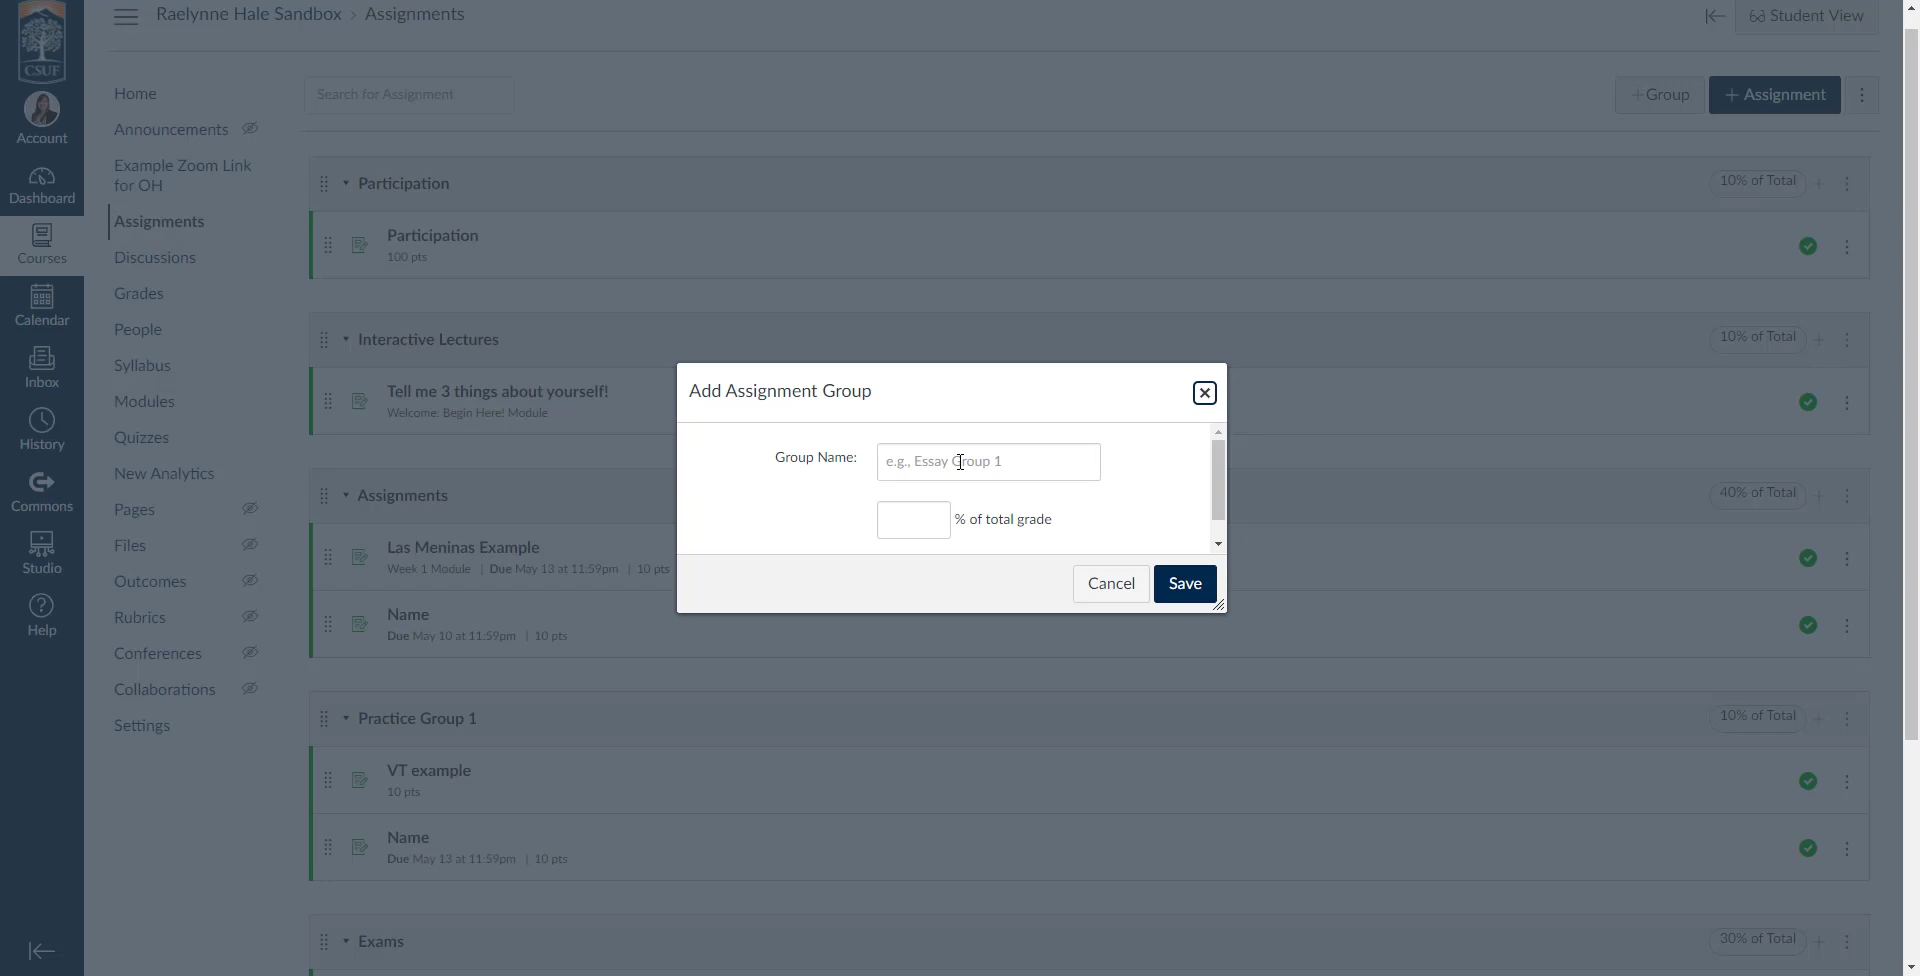 Raelynne Hale Sandbox › Assignments
Student View
CSUF
Account
Dashboard
Courses
Calendar
Inbox
History
Commons
Studio
Help
Home
Announcements
Example Zoom Link
for OH
Assignments
Discussions
Grades
People
Syllabus
Modules
Quizzes
New Analytics
Pages
Files
Outcomes
Rubrics
Conferences
Collaborations
Settings
Search for Assignment
+Group
+ Assignment
Participation
10% of Total
Participation
100 pts
Interactive Lectures
10% of Total
Tell me 3 things about yourself!
Welcome: Begin Here! Module
Assignments
40% of Total
Las Meninas Example
Week 1 Module | Due May 13 at 11:59pm | 10 pts
Name
Due May 10 at 11:59pm | 10 pts
Practice Group 1
10% of Total
VT example
10 pts
Name
Due May 13 at 11:59pm | 10 pts
Exams
30% of Total
Add Assignment Group
Group Name:
e.g., Essay Group 1
% of total grade
Cancel
Save